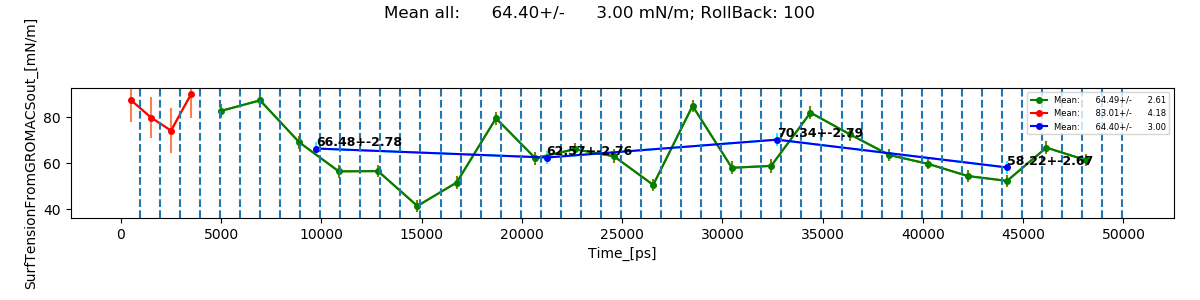 Mean all: 64.40+/- 3.00 mN/m; RollBack: 100
SurfTensionFromGROMACSout_[mN/m]
80
60
40
Mean: 64.49+/- 2.61
Mean: 83.01+/- 4.18
Mean: 64.40+/- 3.00
66.48+-2.78
62.57+-2.76
70.34+-2.79
58.22+-2.67
0 5000 10000 15000 20000 25000 30000 35000 40000 45000 50000
Time_[ps]